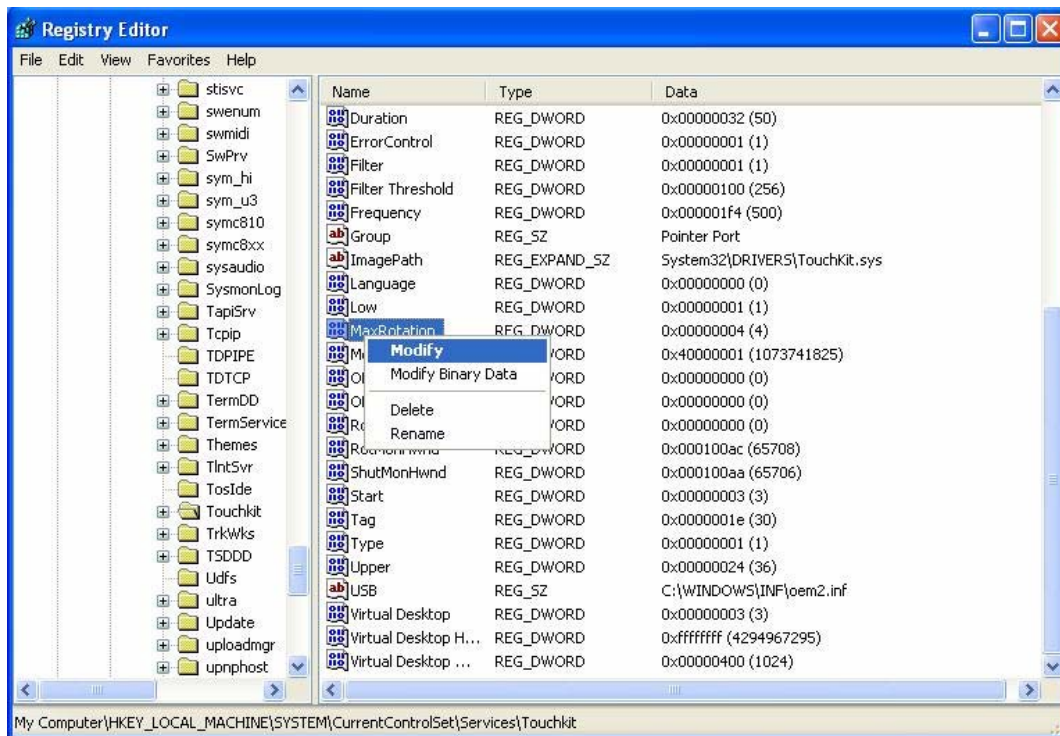 Registry Editor
File Edit View Favorites Help
stisvc
swenum
swmidi
SwPrv
sym_hi
sym_u3
symc810
symc8xx
sysaudio
SysmonLog
TapiSrv
Tcpip
TDPIPE
TDTCP
TermDD
TermService
Themes
TlntSvr
TosIde
Touchkit
TrkWks
TSDDD
Udfs
ultra
Update
uploadmgr
upnphost
Name Type Data
Duration REG_DWORD 0x00000032 (50)
ErrorControl REG_DWORD 0x00000001 (1)
Filter REG_DWORD 0x00000001 (1)
Filter Threshold REG_DWORD 0x00000100 (256)
Frequency REG_DWORD 0x000001f4 (500)
Group REG_SZ Pointer Port
ImagePath REG_EXPAND_SZ System32\DRIVERS\TouchKit.sys
Language REG_DWORD 0x00000000 (0)
Low REG_DWORD 0x00000001 (1)
MaxRotation REG_DWORD 0x00000004 (4)
0x40000001 (1073741825)
0x00000000 (0)
0x00000000 (0)
0x00000000 (0)
RotMonHwnd REG_DWORD 0x000100ac (65708)
ShutMonHwnd REG_DWORD 0x000100aa (65706)
Start REG_DWORD 0x00000003 (3)
Tag REG_DWORD 0x0000001e (30)
Type REG_DWORD 0x00000001 (1)
Upper REG_DWORD 0x00000024 (36)
USB REG_SZ C:\WINDOWS\INF\oem2.inf
Virtual Desktop REG_DWORD 0x00000003 (3)
Virtual Desktop H... REG_DWORD 0xffffffff (4294967295)
Virtual Desktop ... REG_DWORD 0x00000400 (1024)
Modify
Modify Binary Data
Delete
Rename
My Computer\HKEY_LOCAL_MACHINE\SYSTEM\CurrentControlSet\Services\Touchkit